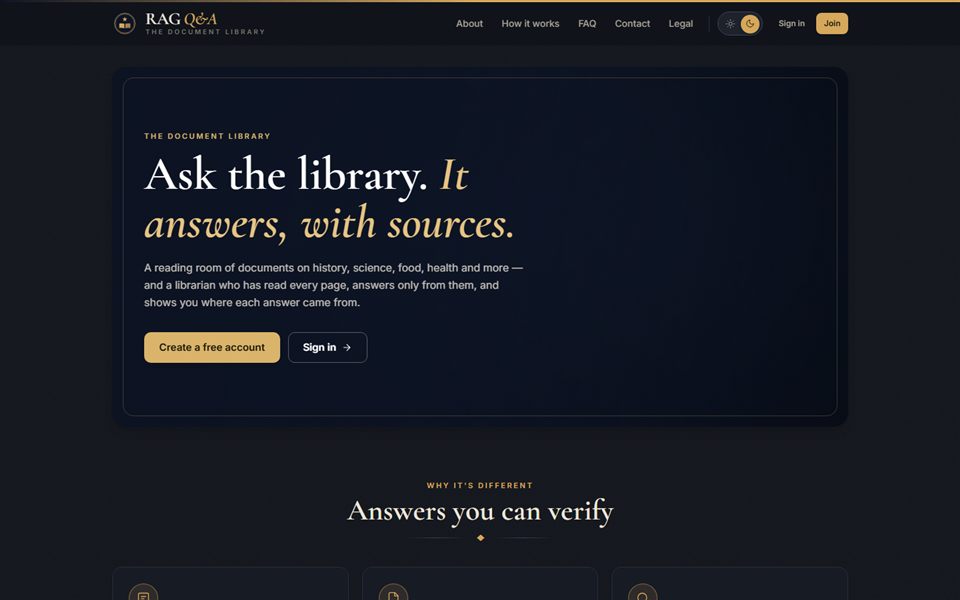 RAG Q&A
THE DOCUMENT LIBRARY
About
How it works
FAQ
Contact
Legal
Sign in
Join
THE DOCUMENT LIBRARY
Ask the library. It
answers, with sources.
A reading room of documents on history, science, food, health and more —
and a librarian who has read every page, answers only from them, and
shows you where each answer came from.
Create a free account
Sign in →
WHY IT'S DIFFERENT
Answers you can verify